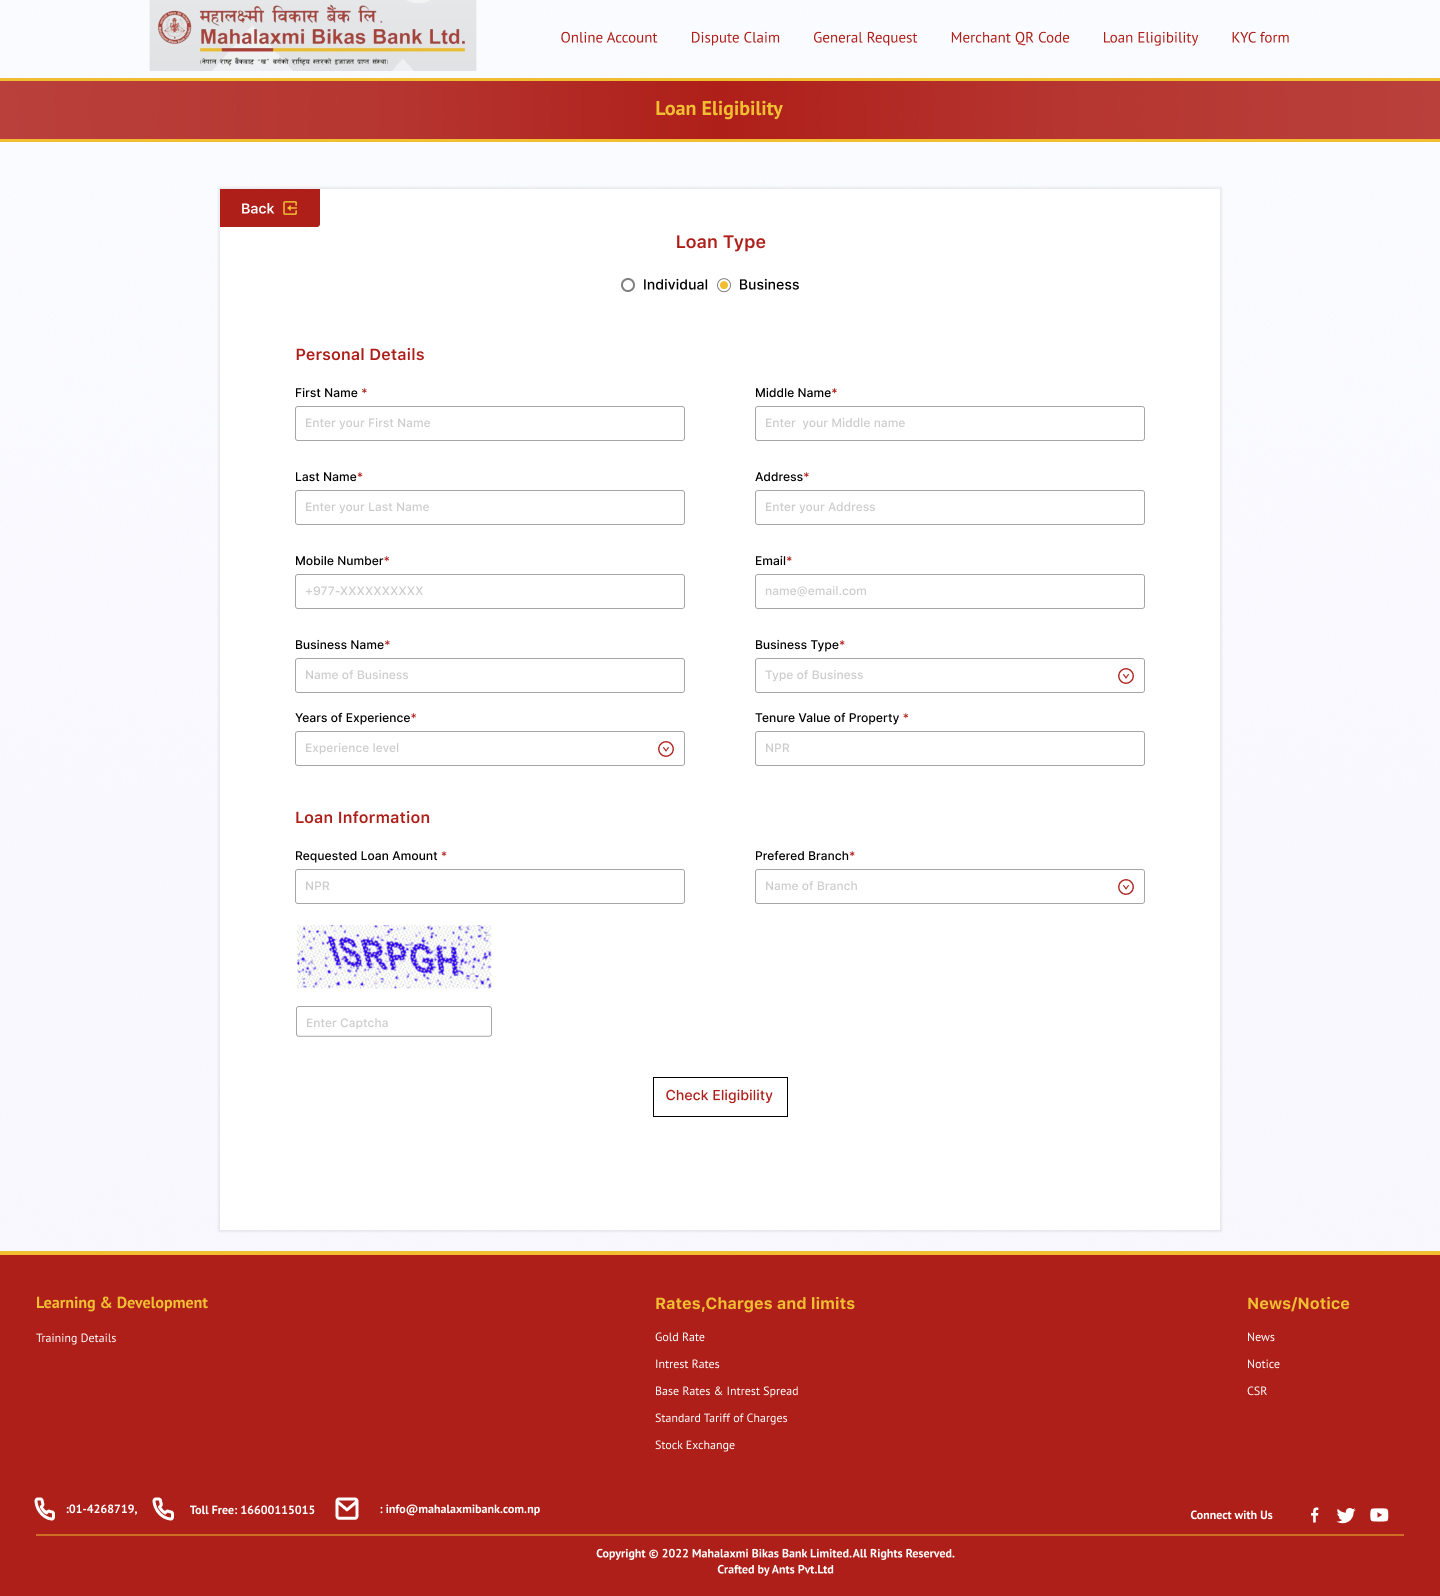 महालक्ष्मी विकास बैंक लि.
Mahalaxmi Bikas Bank Ltd.
(नेपाल राष्ट्र बैंकबाट "ख" वर्गको राष्ट्रिय स्तरको इजाजत प्राप्त संस्था)
Online Account Dispute Claim General Request Merchant QR Code Loan Eligibility KYC form
Loan Eligibility
Back
Loan Type
Individual Business
Personal Details
First Name * Middle Name*
Enter your First Name Enter your Middle name
Last Name* Address*
Enter your Last Name Enter your Address
Mobile Number* Email*
+977-XXXXXXXXXX name@email.com
Business Name* Business Type*
Name of Business Type of Business
Years of Experience* Tenure Value of Property *
Experience level NPR
Loan Information
Requested Loan Amount * Prefered Branch*
NPR Name of Branch
ISRPGH
Enter Captcha
Check Eligibility
Learning & Development Rates,Charges and limits News/Notice
Training Details Gold Rate News
Intrest Rates Notice
Base Rates & Intrest Spread CSR
Standard Tariff of Charges
Stock Exchange
:01-4268719, Toll Free: 16600115015 : info@mahalaxmibank.com.np Connect with Us
Copyright © 2022 Mahalaxmi Bikas Bank Limited.All Rights Reserved.
Crafted by Ants Pvt.Ltd